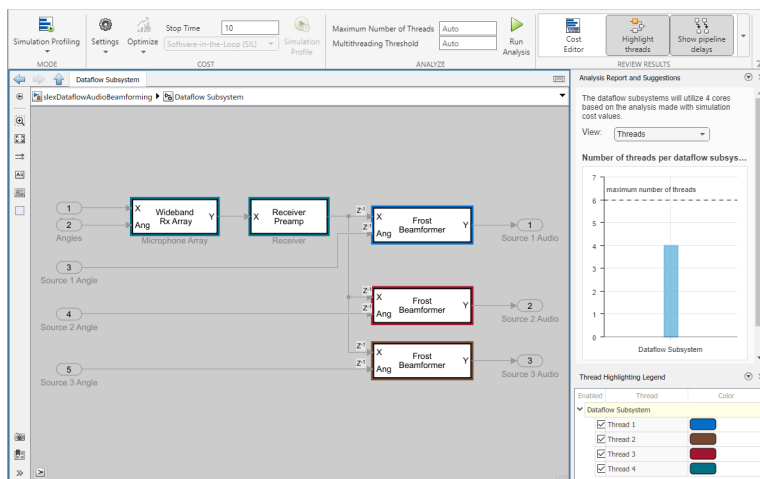 Simulation Profiling
Settings
Optimize
Stop Time 10
Software-in-the-Loop (SIL)
Simulation
Profile
Maximum Number of Threads Auto
Multithreading Threshold Auto
Run
Analysis
Cost
Editor
Highlight
threads
Show pipeline
delays
MODE
COST
ANALYZE
REVIEW RESULTS
Dataflow Subsystem
slexDataflowAudioBeamforming Dataflow Subsystem
1
2
Angles
X
Ang
Wideband
Rx Array
Y
Microphone Array
X
Receiver
Preamp
Receiver
Z-1
Z-1
X
Ang
Frost
Beamformer
Y
1
Source 1 Audio
3
Source 1 Angle
Z-1
Z-1
X
Ang
Frost
Beamformer
Y
2
Source 2 Audio
4
Source 2 Angle
Z-1
Z-1
X
Ang
Frost
Beamformer
Y
3
Source 3 Audio
5
Source 3 Angle
Analysis Report and Suggestions
The dataflow subsystems will utilize 4 cores
based on the analysis made with simulation
cost values.
View: Threads
Number of threads per dataflow subsys...
7
maximum number of threads
6
5
4
3
2
1
0
Dataflow Subsystem
Thread Highlighting Legend
Enabled Thread Color
Dataflow Subsystem
Thread 1
Thread 2
Thread 3
Thread 4